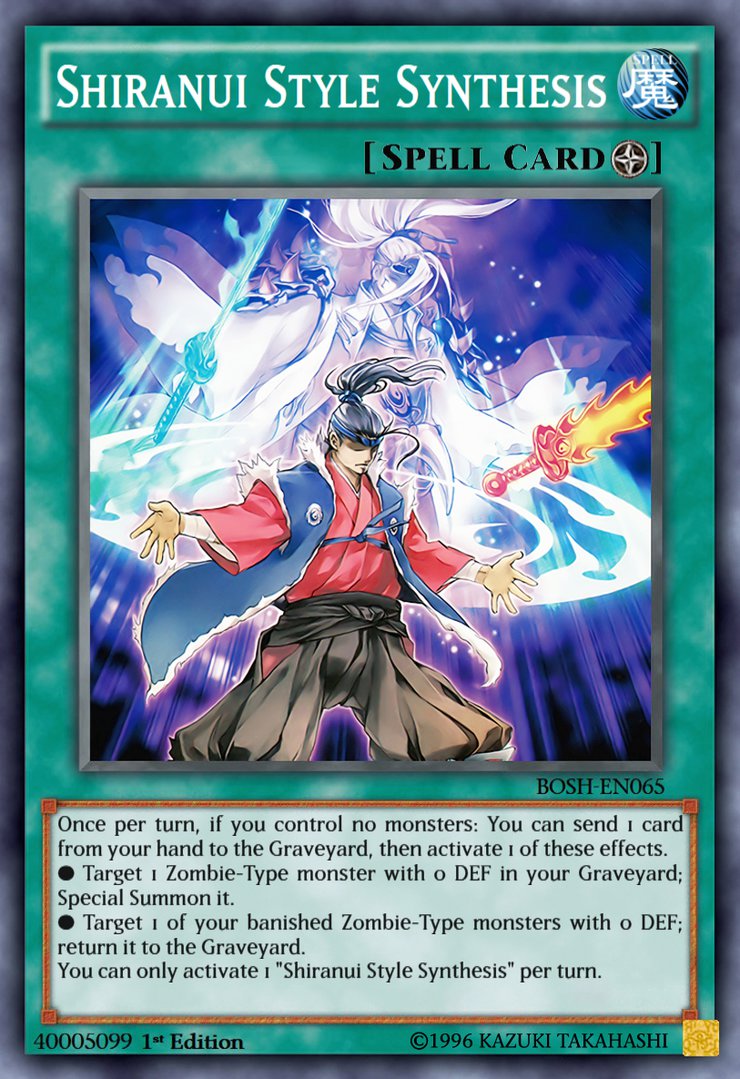 SHIRANUI STYLE SYNTHESIS
SPELL
魔
[SPELL CARD]
BOSH-EN065
Once per turn, if you control no monsters: You can send 1 card
from your hand to the Graveyard, then activate 1 of these effects.
● Target 1 Zombie-Type monster with 0 DEF in your Graveyard;
Special Summon it.
● Target 1 of your banished Zombie-Type monsters with 0 DEF;
return it to the Graveyard.
You can only activate 1 "Shiranui Style Synthesis" per turn.
40005099 1st Edition
©1996 KAZUKI TAKAHASHI